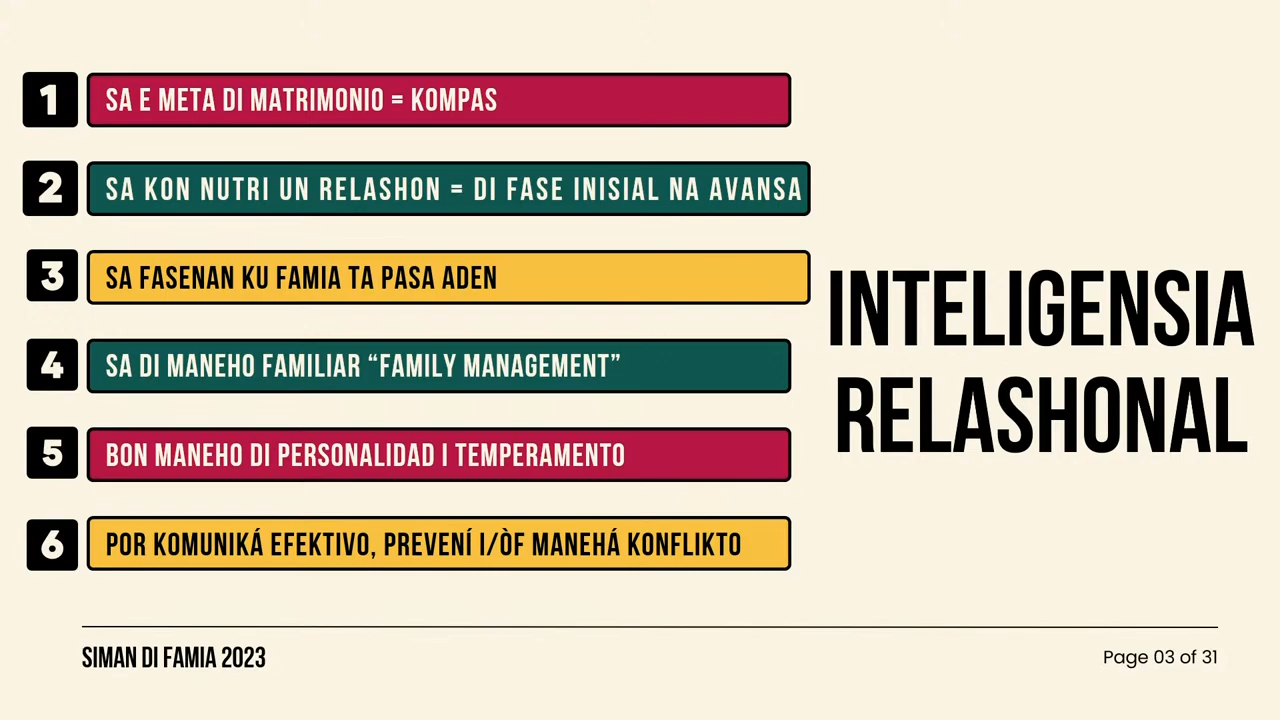 1
SA E META DI MATRIMONIO = KOMPAS
2
SA KON NUTRI UN RELASHON = DI FASE INISIAL NA AVANSA
3
SA FASENAN KU FAMIA TA PASA ADEN
4
SA DI MANEHO FAMILIAR “FAMILY MANAGEMENT”
5
BON MANEHO DI PERSONALIDAD I TEMPERAMENTO
6
POR KOMUNIKÁ EFEKTIVO, PREVENÍ I/ÒF MANEHÁ KONFLIKTO
INTELIGENSIA
RELASHONAL
SIMAN DI FAMIA 2023
Page 03 of 31